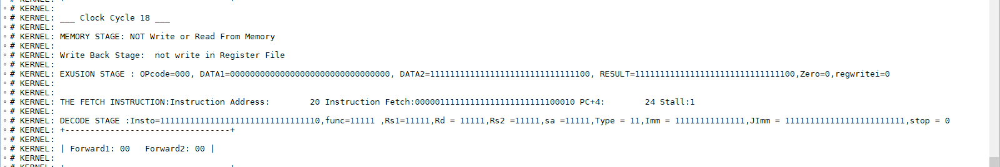 # KERNEL:
# KERNEL: ___ Clock Cycle 18 ___
# KERNEL:
# KERNEL: MEMORY STAGE: NOT Write or Read From Memory
# KERNEL:
# KERNEL: Write Back Stage:  not write in Register File
# KERNEL:
# KERNEL: EXUSION STAGE : OPcode=000, DATA1=00000000000000000000000000000000, DATA2=11111111111111111111111111111100, RESULT=11111111111111111111111111111100,Zero=0,regwritei=0
# KERNEL:
# KERNEL:
# KERNEL: THE FETCH INSTRUCTION:Instruction Address:        20 Instruction Fetch:00000111111111111111111111100010 PC+4:        24 Stall:1
# KERNEL:
# KERNEL: DECODE STAGE :Insto=11111111111111111111111111111110,func=11111 ,Rs1=11111,Rd = 11111,Rs2 =11111,sa =11111,Type = 11,Imm = 11111111111111,JImm = 111111111111111111111111,stop = 0
# KERNEL: +---------------------------------+
# KERNEL:
# KERNEL: | Forward1: 00   Forward2: 00 |
# KERNEL: